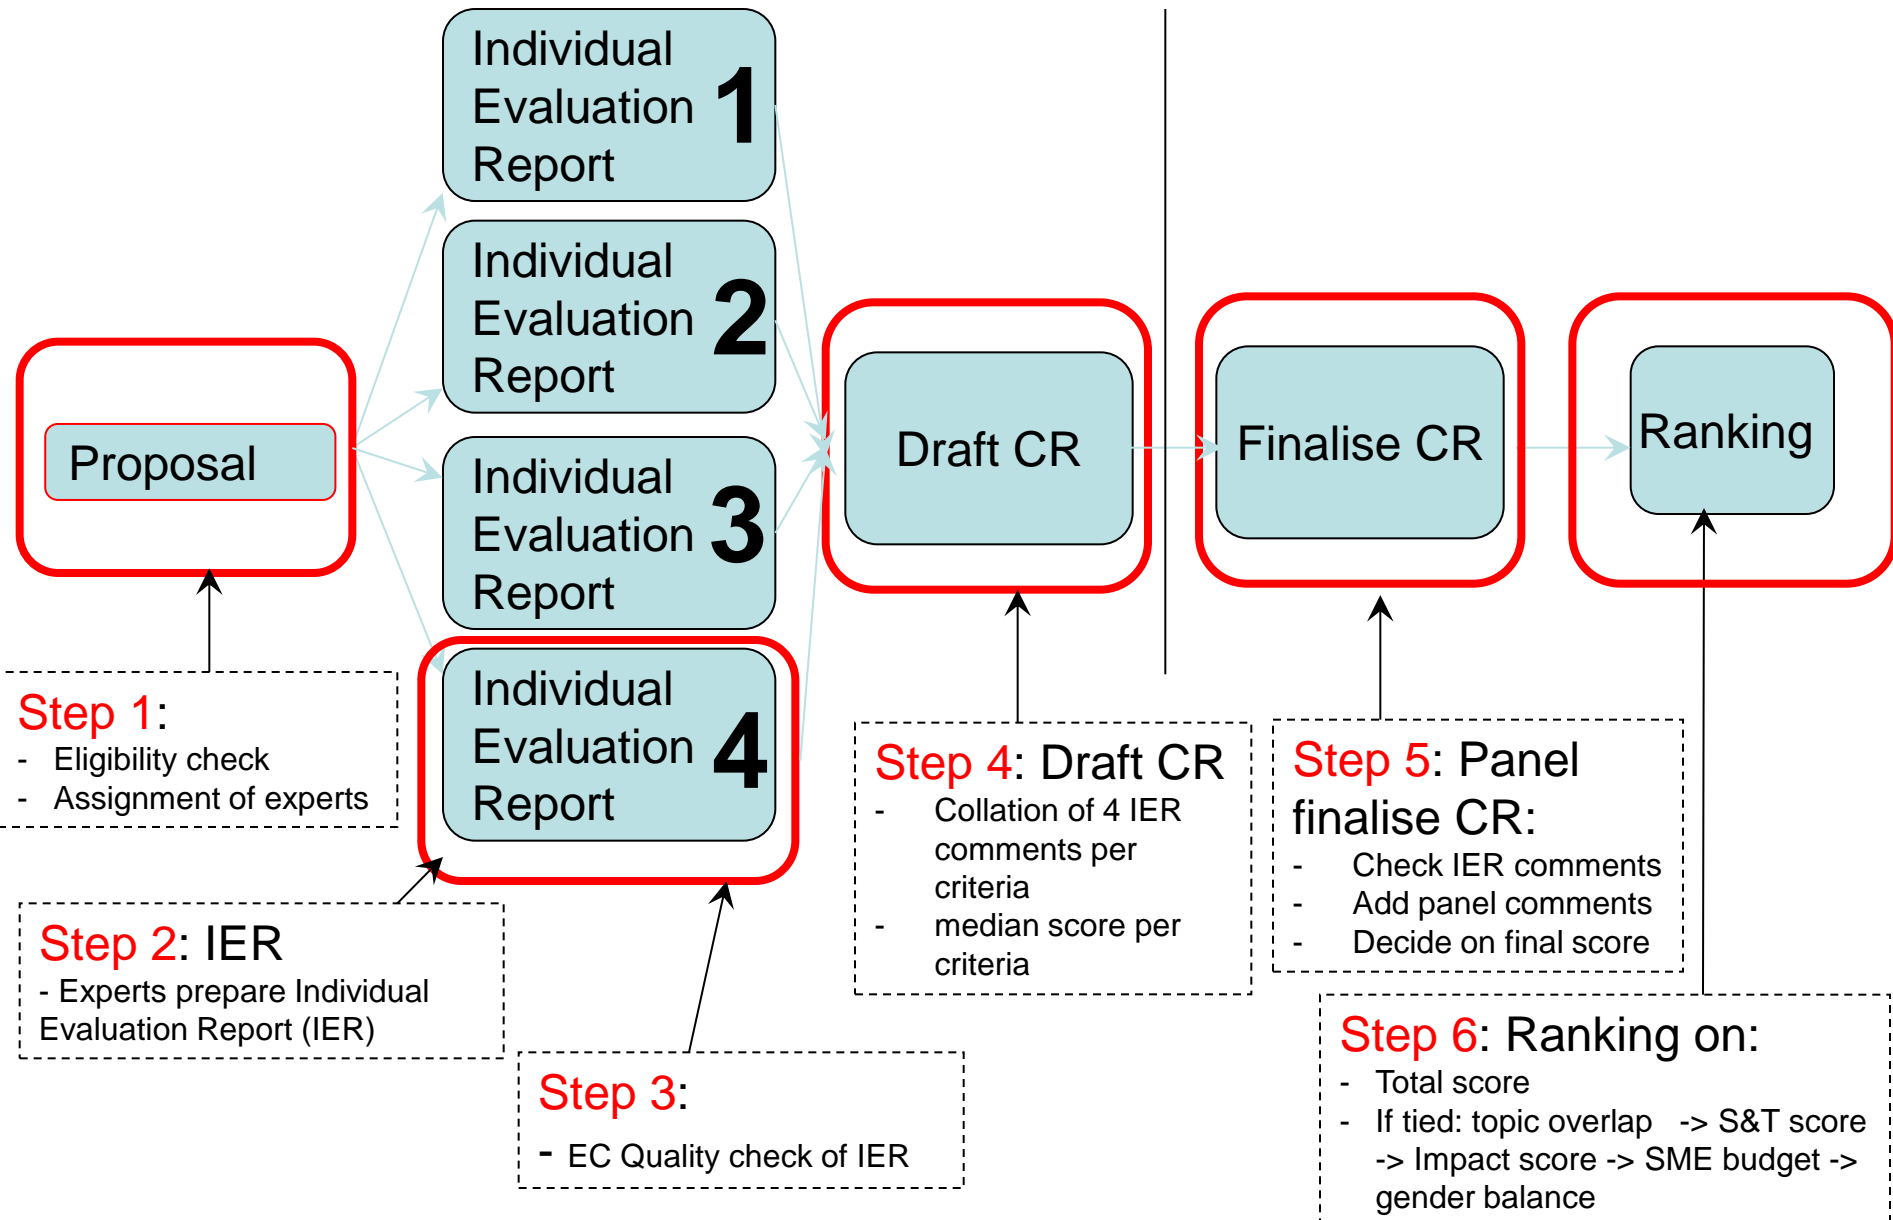 Individual
Evaluation
Report
1
Individual
Evaluation
Report
2
Individual
Evaluation
Report
3
Individual
Evaluation
Report
4
Proposal
Draft CR
Finalise CR
Ranking
Step 1:
- Eligibility check
- Assignment of experts
Step 2: IER
- Experts prepare Individual
Evaluation Report (IER)
Step 3:
- EC Quality check of IER
Step 4: Draft CR
- Collation of 4 IER
comments per
criteria
- median score per
criteria
Step 5: Panel
finalise CR:
- Check IER comments
- Add panel comments
- Decide on final score
Step 6: Ranking on:
- Total score
- If tied: topic overlap -> S&T score
-> Impact score -> SME budget ->
gender balance